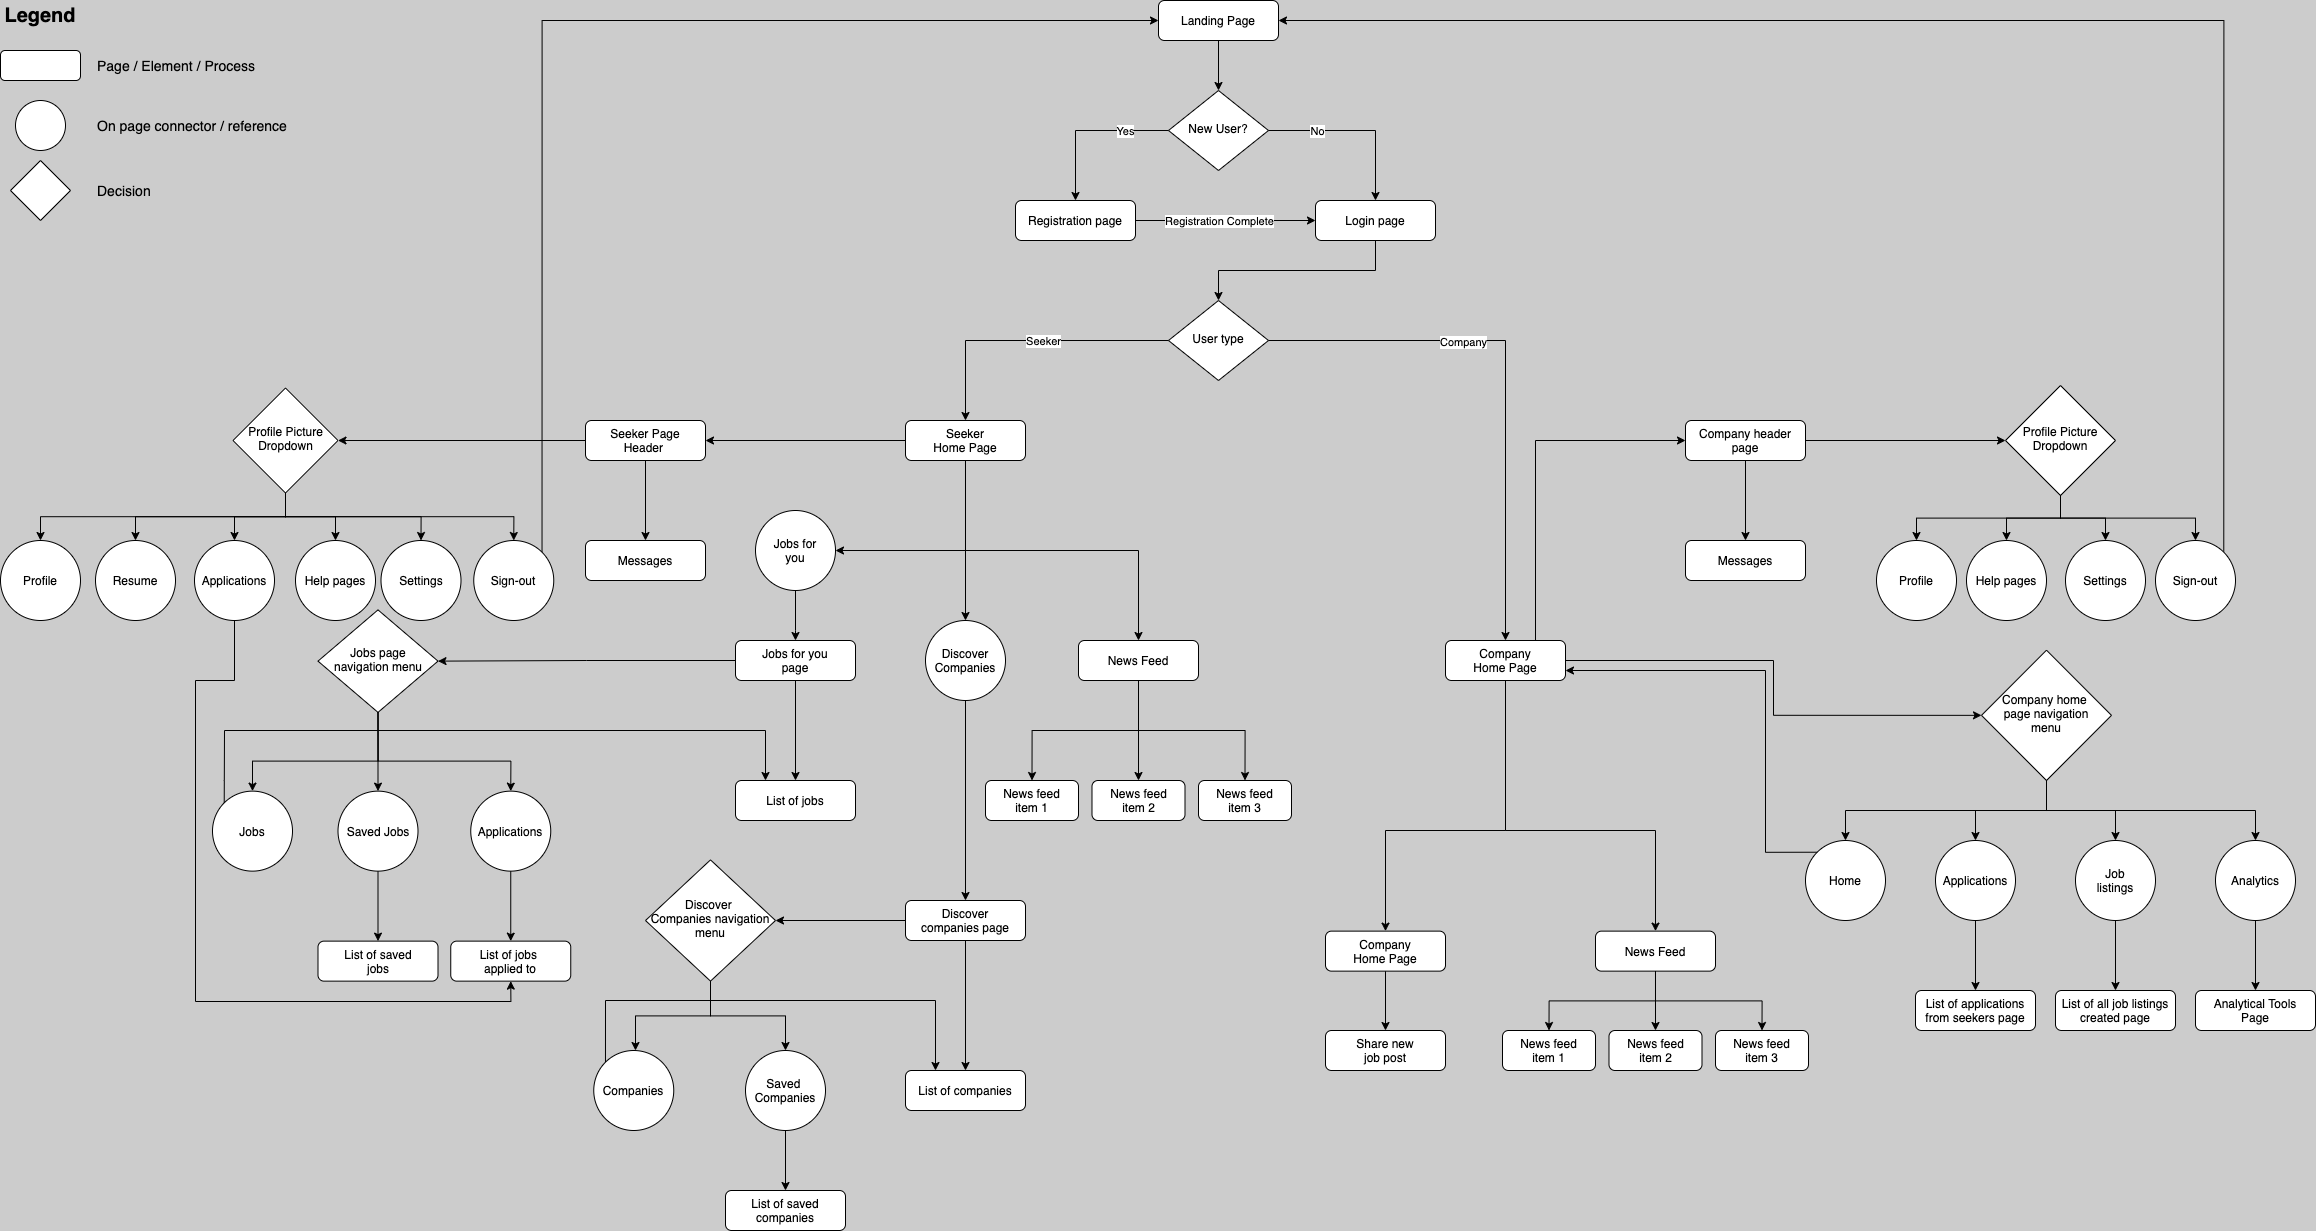 Legend
Page / Element / Process
On page connector / reference
Decision
Landing Page
New User?
Yes
No
Registration page
Registration Complete
Login page
User type
Seeker
Company
Profile Picture
Dropdown
Seeker Page
Header
Seeker
Home Page
Company header
page
Profile Picture
Dropdown
Profile
Resume
Applications
Help pages
Settings
Sign-out
Messages
Jobs for
you
Messages
Profile
Help pages
Settings
Sign-out
Jobs page
navigation menu
Jobs for you
page
Discover
Companies
News Feed
Company
Home Page
Company home
page navigation
menu
Jobs
Saved Jobs
Applications
List of jobs
News feed
item 1
News feed
item 2
News feed
item 3
Home
Applications
Job
listings
Analytics
Discover
Companies navigation
menu
Discover
companies page
List of saved
jobs
List of jobs
applied to
Company
Home Page
News Feed
List of applications
from seekers page
List of all job listings
created page
Analytical Tools
Page
Share new
job post
News feed
item 1
News feed
item 2
News feed
item 3
Companies
Saved
Companies
List of companies
List of saved
companies